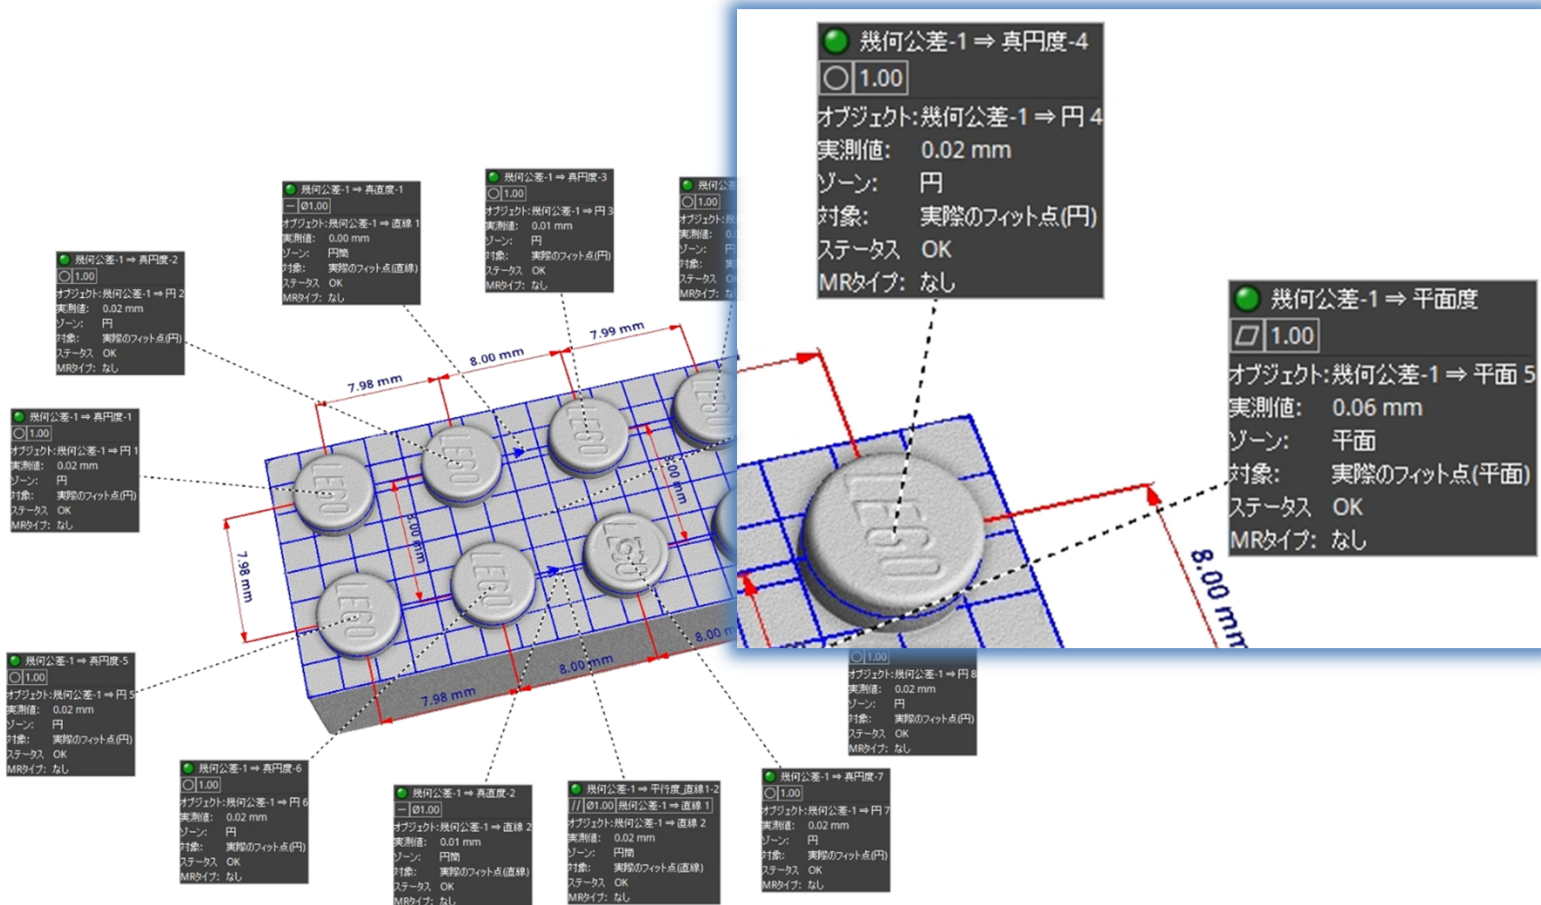 幾何公差-1 ⇒ 真円度-4
1.00
オブジェクト: 幾何公差-1 ⇒ 円 4
実測値: 0.02 mm
ゾーン: 円
対象: 実際のフィット点(円)
ステータス OK
MRタイプ: なし
幾何公差-1 ⇒ 平面度
1.00
オブジェクト: 幾何公差-1 ⇒ 平面 5
実測値: 0.06 mm
ゾーン: 平面
対象: 実際のフィット点(平面)
ステータス OK
MRタイプ: なし
8.00 mm
LEGO
幾何公差-1 ⇒ 真円度-3
1.00
オブジェクト: 幾何公差-1 ⇒ 円 3
実測値: 0.01 mm
ゾーン: 円
対象: 実際のフィット点(円)
ステータス OK
MRタイプ: なし
幾何公差-1 ⇒ 真直度-1
Ø1.00
オブジェクト: 幾何公差-1 ⇒ 直線 1
実測値: 0.00 mm
ゾーン: 円筒
対象: 実際のフィット点(直線)
ステータス OK
MRタイプ: なし
幾何公差-1 ⇒ 真円度-2
1.00
オブジェクト: 幾何公差-1 ⇒ 円 2
実測値: 0.02 mm
ゾーン: 円
対象: 実際のフィット点(円)
ステータス OK
MRタイプ: なし
幾何公差-1 ⇒ 真円度-1
1.00
オブジェクト: 幾何公差-1 ⇒ 円 1
実測値: 0.02 mm
ゾーン: 円
対象: 実際のフィット点(円)
ステータス OK
MRタイプ: なし
7.98 mm
8.00 mm
7.99 mm
LEGO
LEGO
LEGO
LEGO
7.98 mm
8.00 mm
8.00 mm
LEGO
LEGO
LEGO
7.98 mm
8.00 mm
8.00
幾何公差-1 ⇒ 真円度-5
1.00
オブジェクト: 幾何公差-1 ⇒ 円 5
実測値: 0.02 mm
ゾーン: 円
対象: 実際のフィット点(円)
ステータス OK
MRタイプ: なし
1.00
オブジェクト: 幾何公差-1 ⇒ 円 8
実測値: 0.02 mm
ゾーン: 円
対象: 実際のフィット点(円)
ステータス OK
MRタイプ: なし
幾何公差-1 ⇒ 真円度-6
1.00
オブジェクト: 幾何公差-1 ⇒ 円 6
実測値: 0.02 mm
ゾーン: 円
対象: 実際のフィット点(円)
ステータス OK
MRタイプ: なし
幾何公差-1 ⇒ 真直度-2
Ø1.00
オブジェクト: 幾何公差-1 ⇒ 直線 2
実測値: 0.01 mm
ゾーン: 円筒
対象: 実際のフィット点(直線)
ステータス OK
MRタイプ: なし
幾何公差-1 ⇒ 平行度_直線1-2
// Ø1.00 幾何公差-1 ⇒ 直線 1
オブジェクト: 幾何公差-1 ⇒ 直線 2
実測値: 0.02 mm
ゾーン: 円筒
対象: 実際のフィット点(直線)
ステータス OK
MRタイプ: なし
幾何公差-1 ⇒ 真円度-7
1.00
オブジェクト: 幾何公差-1 ⇒ 円 7
実測値: 0.02 mm
ゾーン: 円
対象: 実際のフィット点(円)
ステータス OK
MRタイプ: なし